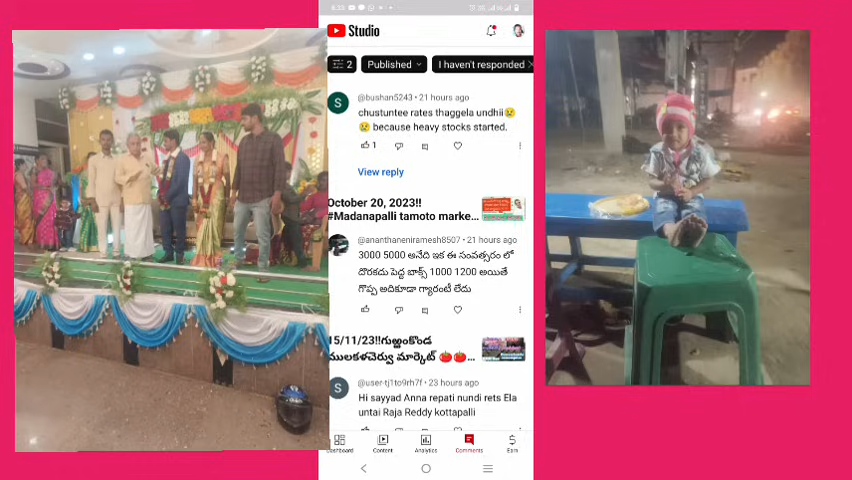 Studio
2
Published
I haven't responded
S
@bushan5243 • 21 hours ago
chustuntee rates thaggela undhii😢
😢 because heavy stocks started.
1
View reply
October 20, 2023!!
#Madanapalli tamoto marke...
@ananthaneniramesh8507 • 21 hours ago
3000 5000 అనేది ఇక ఈ సంవత్సరం లో
దొరకదు పెద్ద బాక్స్ 1000 1200 అయితే
గొప్ప అదికూడా గ్యారంటీ లేదు
15/11/23!!గుఱ్ఱంకొండ
ములకళచెర్వు మార్కెట్ 🍅🍅...
S
@user-tj1to9rh7f • 23 hours ago
Hi sayyad Anna repati nundi rets Ela
untai Raja Reddy kottapalli
Dashboard
Content
Analytics
Comments
Earn